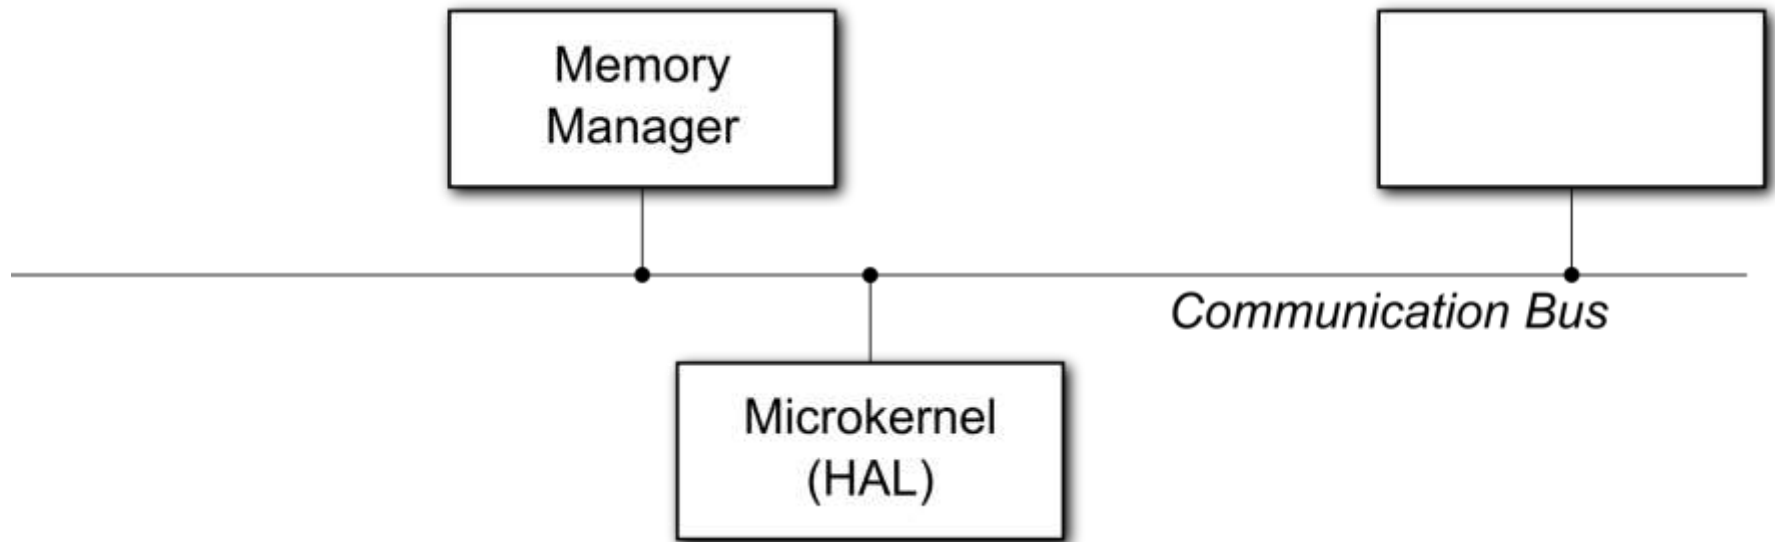 Memory
Manager
Communication Bus
Microkernel
(HAL)